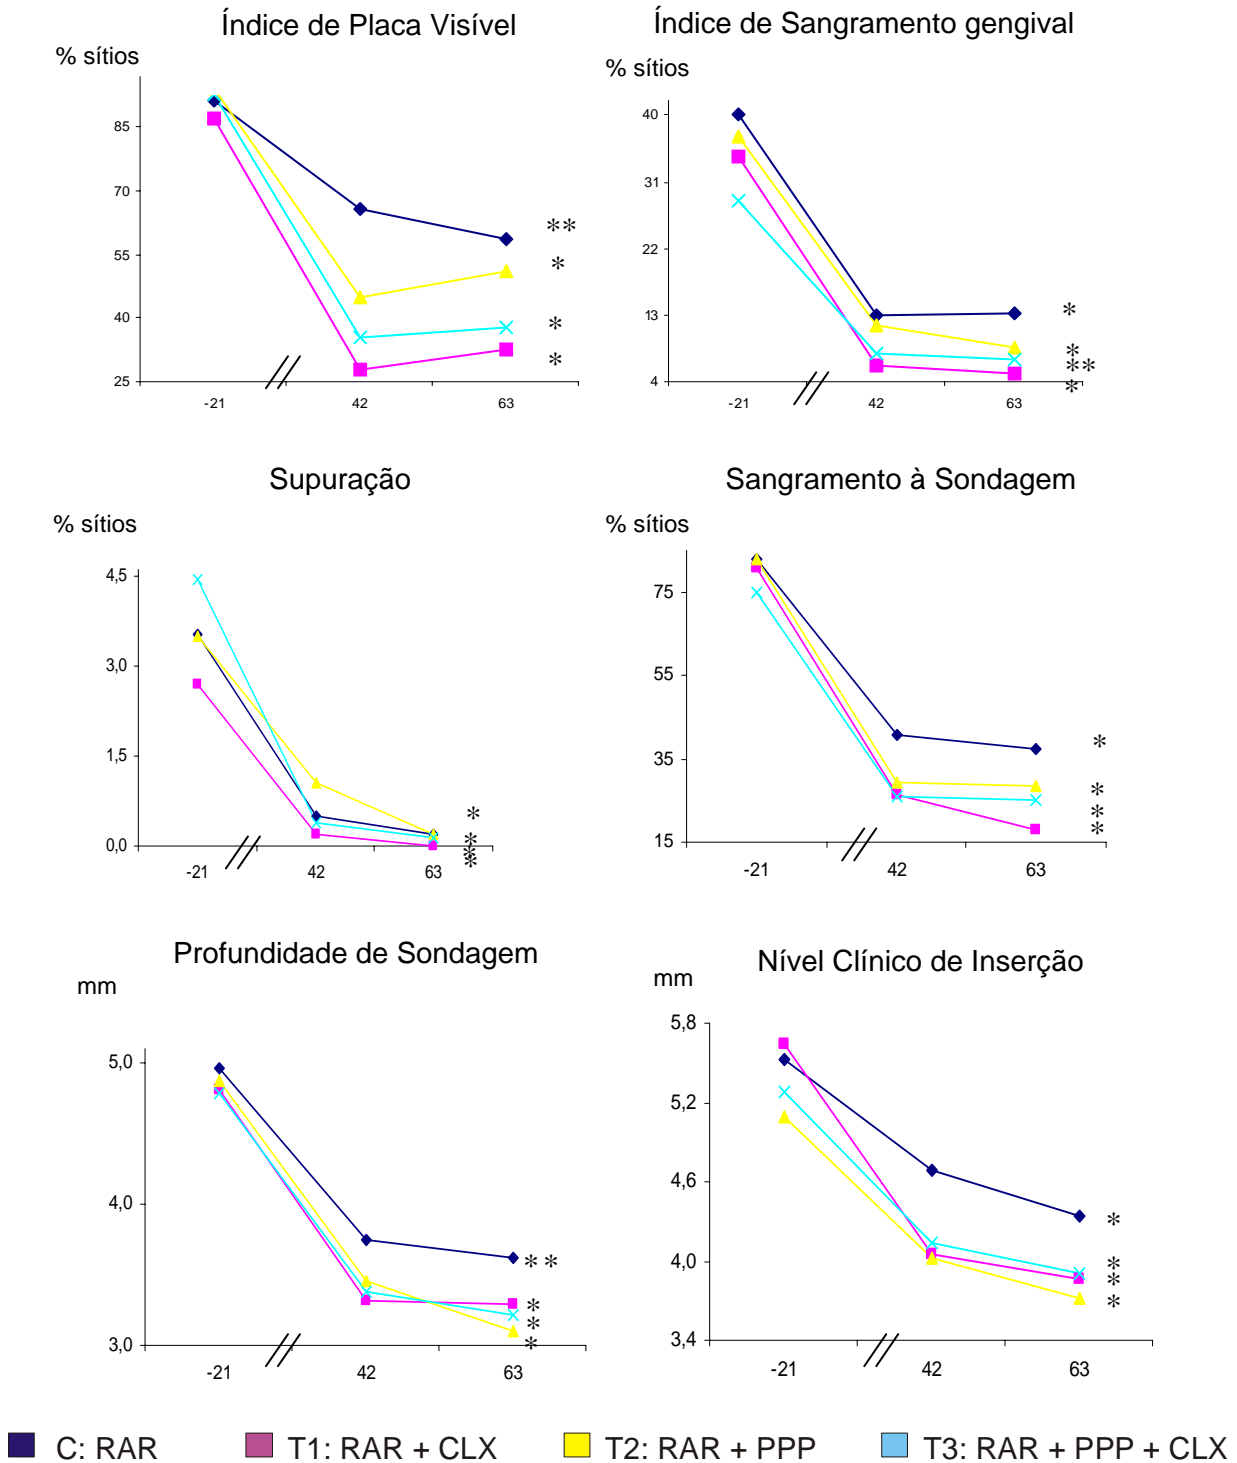 Índice de Placa Visível
% sítios
85
70
55
40
25
-21 42 63
**
*
*
*
Índice de Sangramento gengival
% sítios
40
31
22
13
4
-21 42 63
*
*
**
*
Supuração
% sítios
4,5
3,0
1,5
0,0
-21 42 63
*
*
*
*
Sangramento à Sondagem
% sítios
75
55
35
15
-21 42 63
*
*
*
*
Profundidade de Sondagem
mm
5,0
4,0
3,0
-21 42 63
* *
*
*
*
Nível Clínico de Inserção
mm
5,8
5,2
4,6
4,0
3,4
-21 42 63
*
*
*
*
C: RAR T1: RAR + CLX T2: RAR + PPP T3: RAR + PPP + CLX